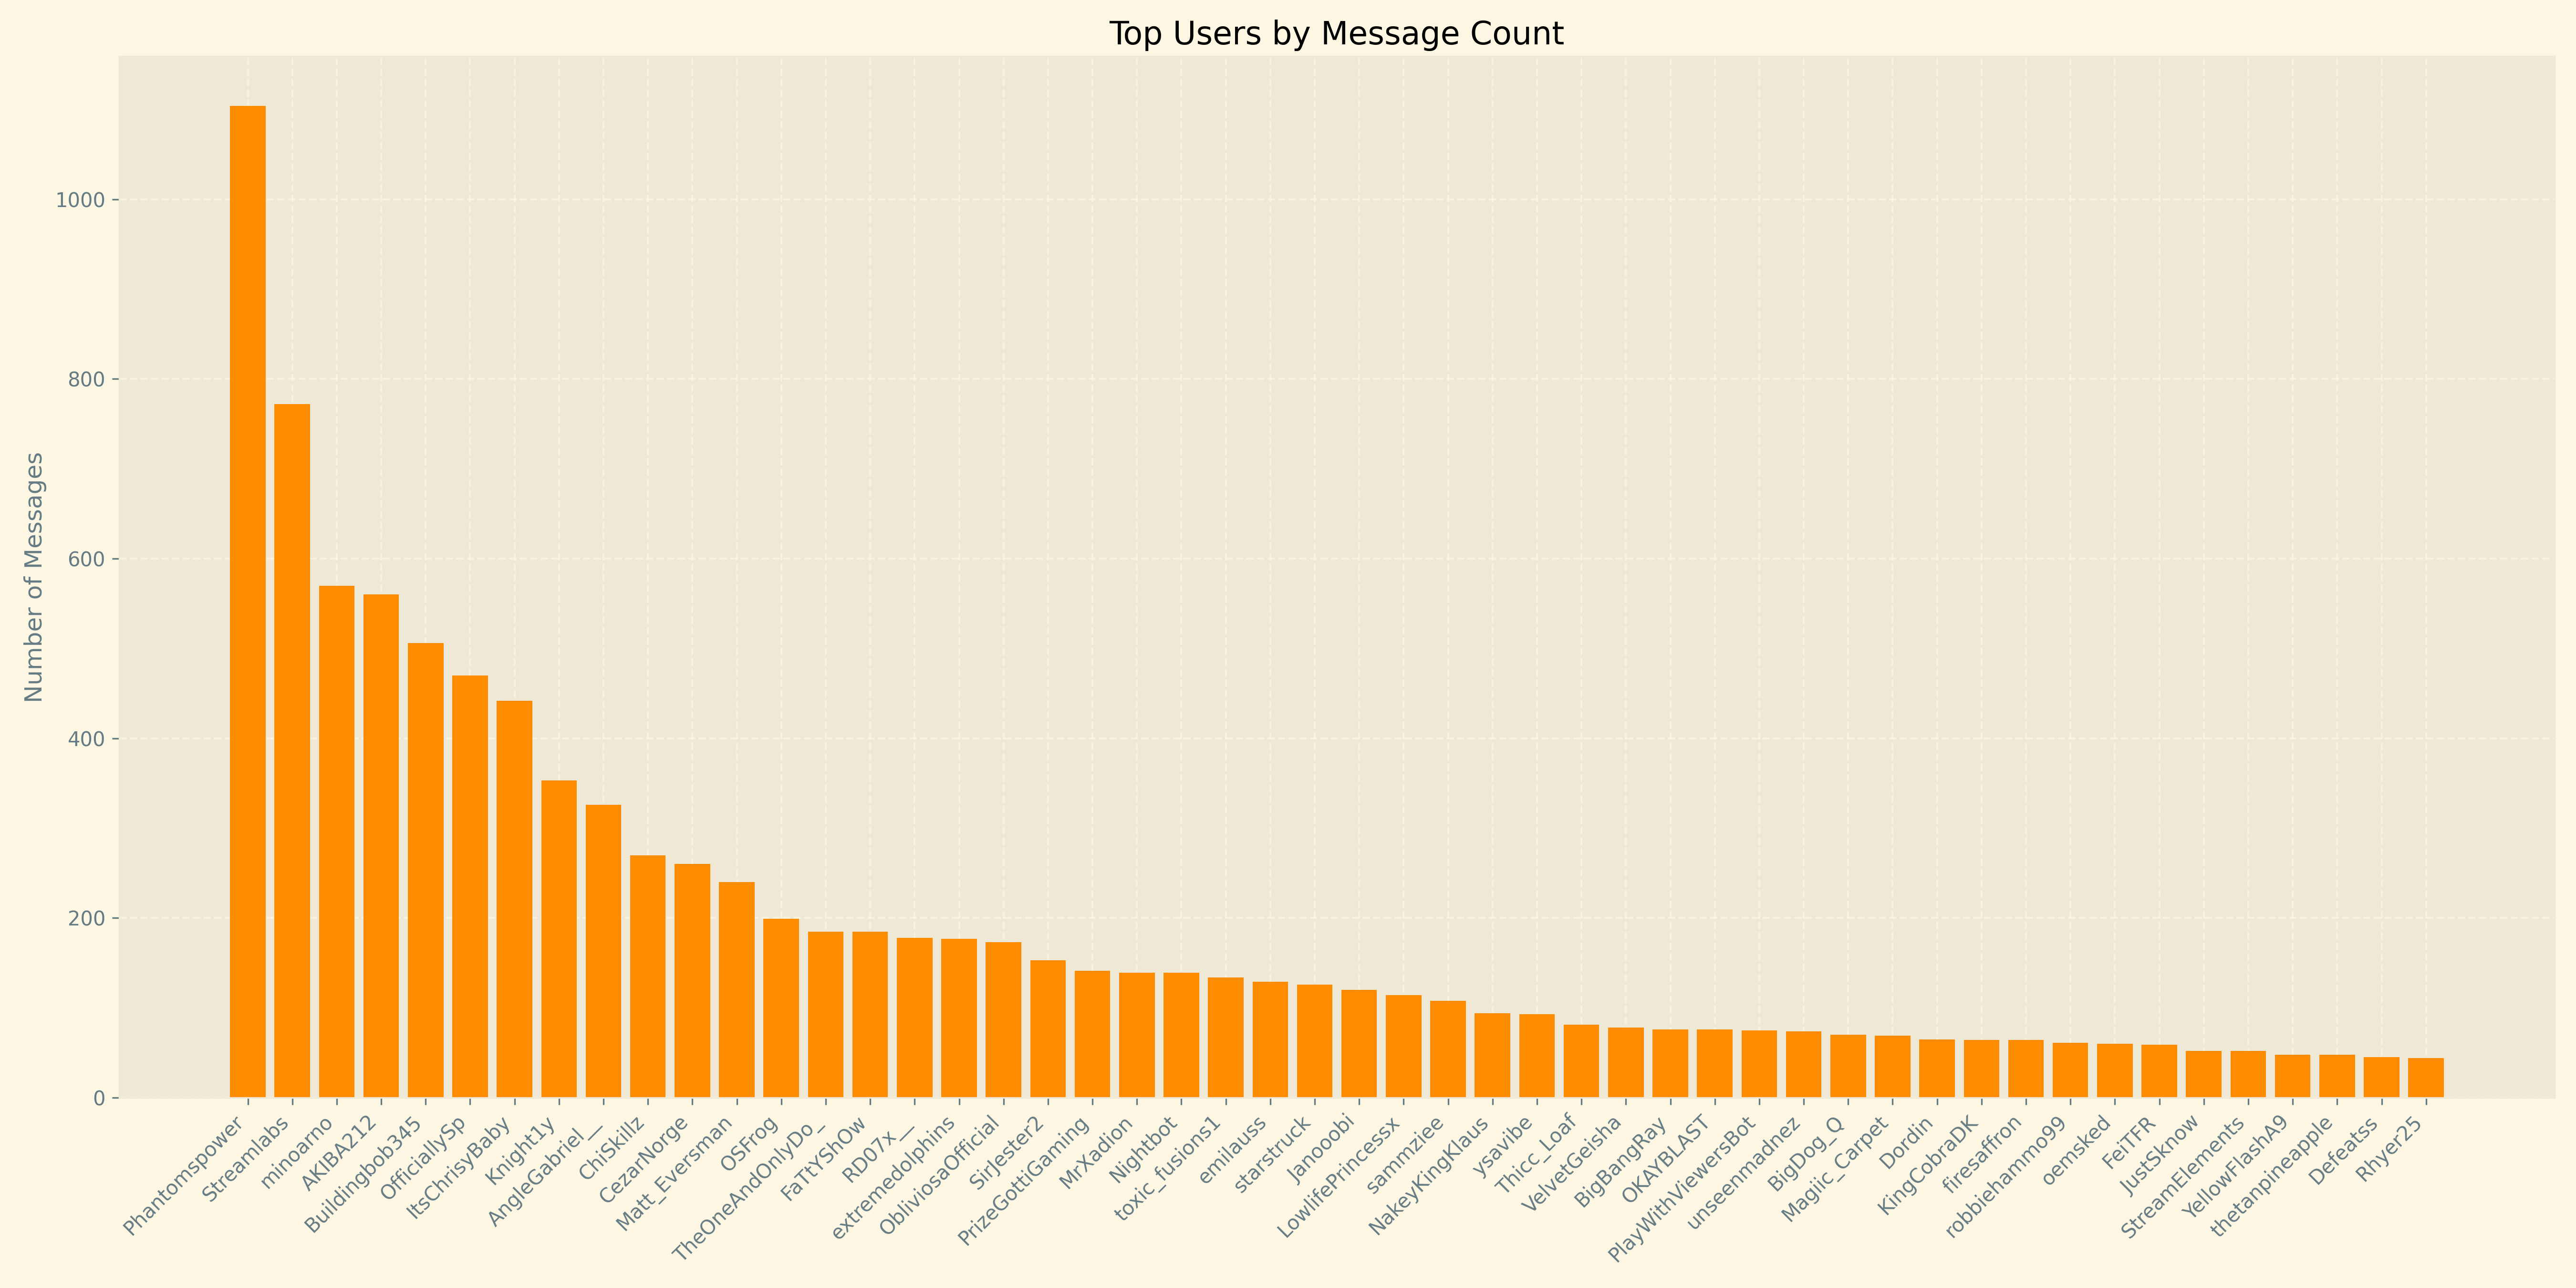 Top Users by Message Count
Number of Messages
1000
800
600
400
200
0
Phantomspower
Streamlabs
minoarno
AKIBA212
Buildingbob345
OfficiallySp
ItsChrisyBaby
Knight1y
AngleGabriel__
ChiSkillz
CezarNorge
Matt_Eversman
OSFrog
TheOneAndOnlyDo_
FaTtYShOw
RD07x__
extremedolphins
ObliviosaOfficial
SirJester2
PrizeGottiGaming
MrXadion
Nightbot
toxic_fusions1
emilauss
starstruck
Janooobi
LowlifePrincessx
sammziee
NakeyKingKlaus
ysavibe
Thicc_Loaf
VelvetGeisha
BigBangRay
OKAYBLAST
PlayWithViewersBot
unseenmadnez
BigDog_Q
Magiic_Carpet
Dordin
KingCobraDK
firesaffron
robbiehammo99
oemsked
FeiTFR
JustSknow
StreamElements
YellowFlashA9
thetanpineapple
Defeatss
Rhyer25